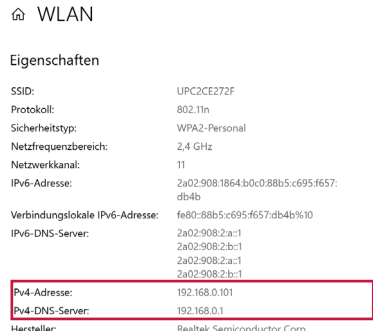 WLAN
Eigenschaften
SSID: UPC2CE272F
Protokoll: 802.11n
Sicherheitstyp: WPA2-Personal
Netzfrequenzbereich: 2,4 GHz
Netzwerkkanal: 11
IPv6-Adresse: 2a02:908:1864:b0c0:88b5:c695:f657:
db4b
Verbindungslokale IPv6-Adresse: fe80::88b5:c695:f657:db4b%10
IPv6-DNS-Server: 2a02:908:2:a::1
2a02:908:2:b::1
2a02:908:2:a::1
2a02:908:2:b::1
Pv4-Adresse: 192.168.0.101
Pv4-DNS-Server: 192.168.0.1
Hersteller: Realtek Semiconductor Corp